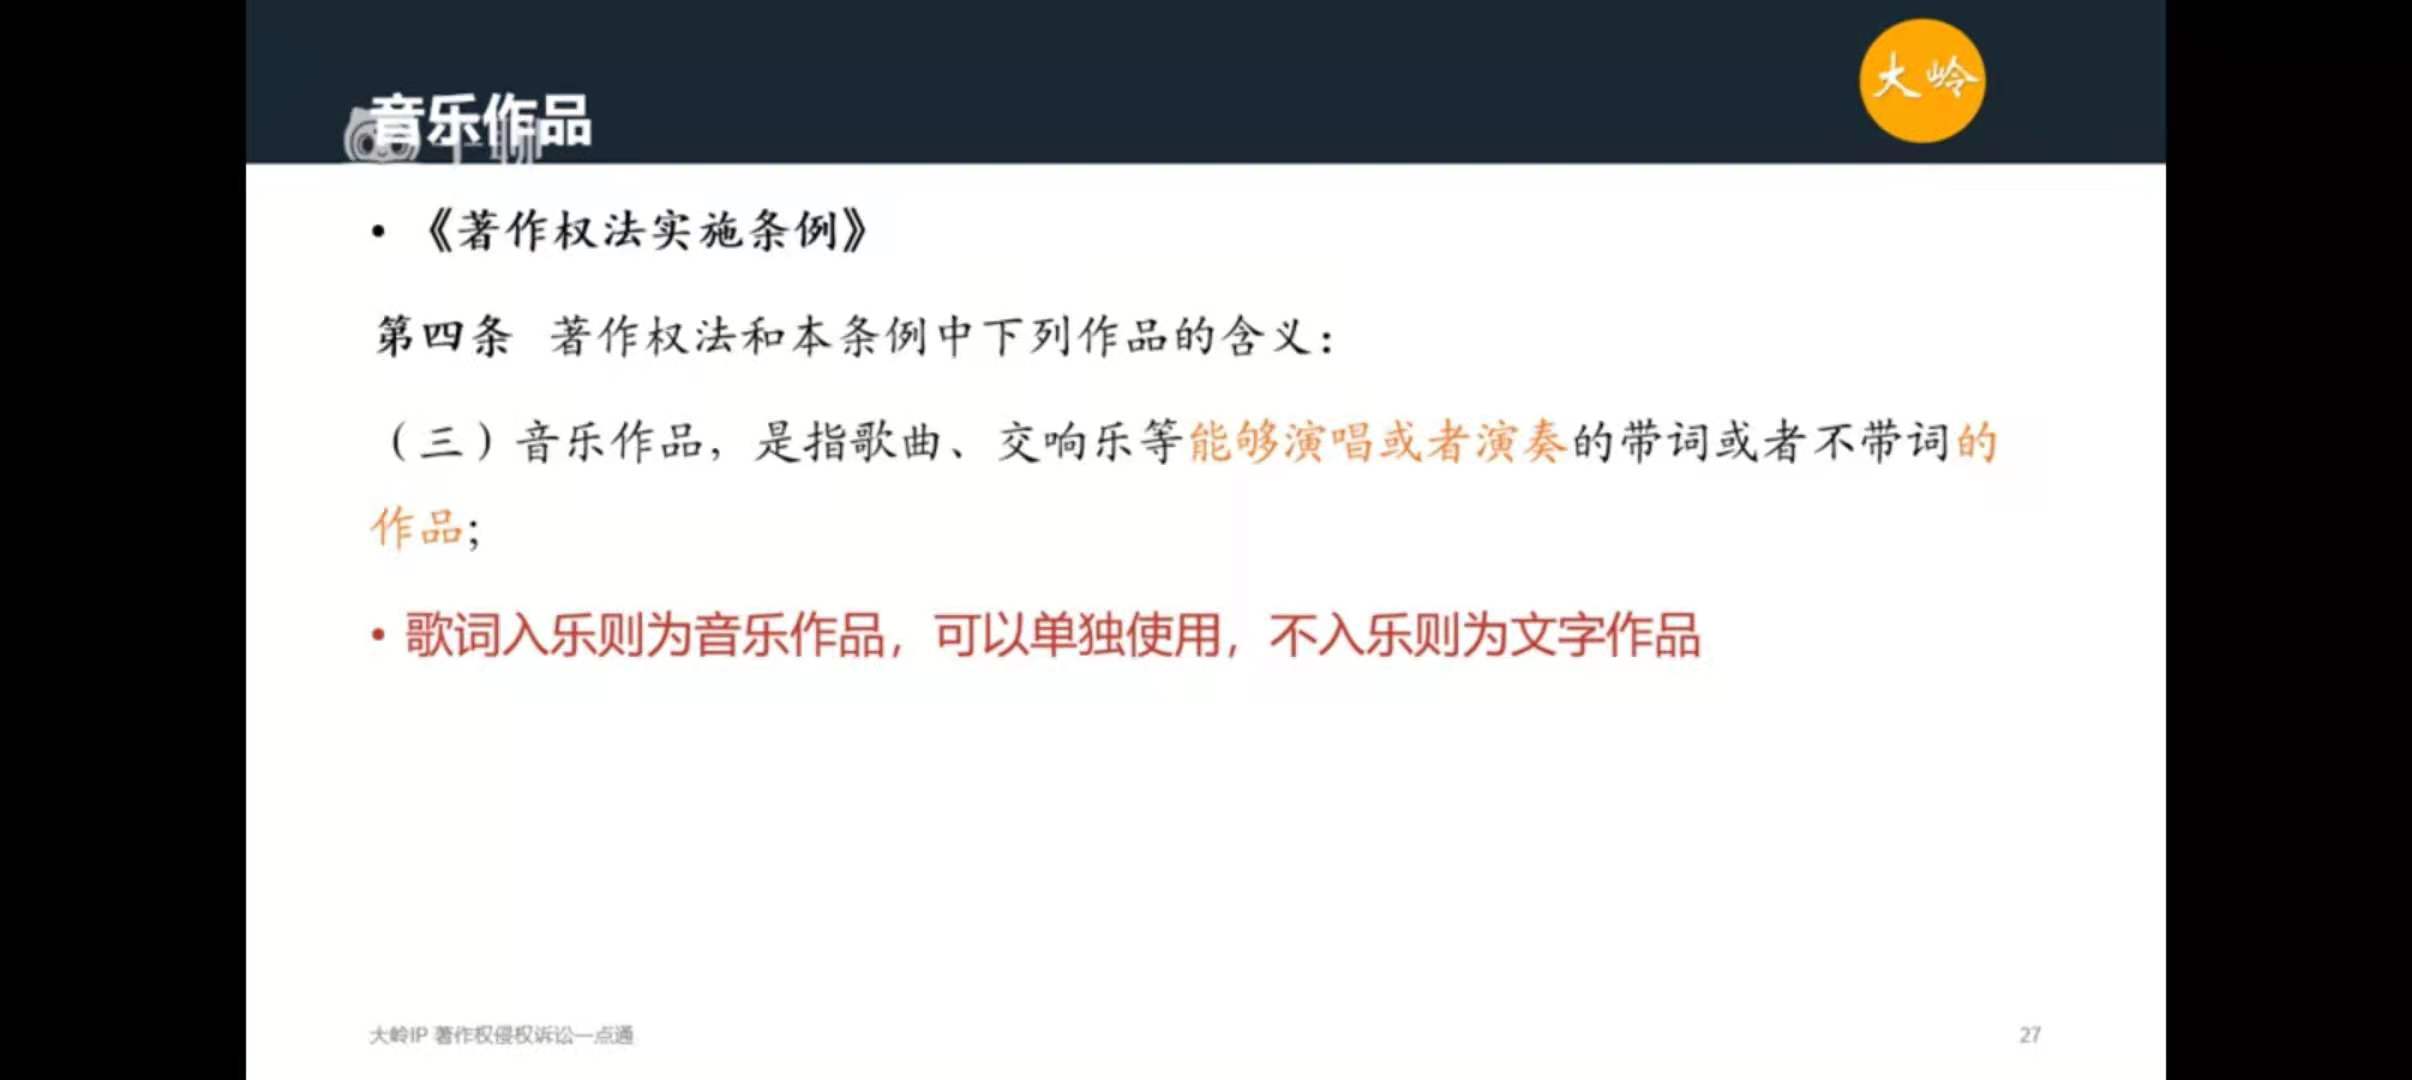 大岭
音乐作品
千聊
• 《著作权法实施条例》
第四条 著作权法和本条例中下列作品的含义：
（三）音乐作品，是指歌曲、交响乐等能够演唱或者演奏的带词或者不带词的
作品；
• 歌词入乐则为音乐作品，可以单独使用，不入乐则为文字作品
大岭IP 著作权侵权诉讼一点通
27